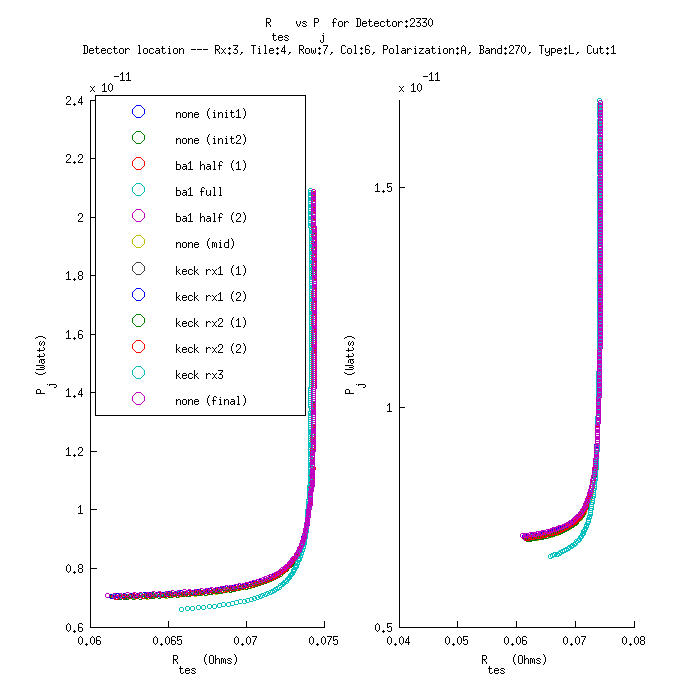 R    vs P  for Detector:2330
tes    j
Detector location --- Rx:3, Tile:4, Row:7, Col:6, Polarization:A, Band:270, Type:L, Cut:1
x 10-11
x 10-11
2.4
2.2
2
1.8
1.6
1.4
1.2
1
0.8
0.6
0.06
0.065
0.07
0.075
Pj (Watts)
Rtes (Ohms)
none (init1)
none (init2)
ba1 half (1)
ba1 full
ba1 half (2)
none (mid)
keck rx1 (1)
keck rx1 (2)
keck rx2 (1)
keck rx2 (2)
keck rx3
none (final)
1.5
1
0.5
0.04
0.05
0.06
0.07
0.08
Pj (Watts)
Rtes (Ohms)